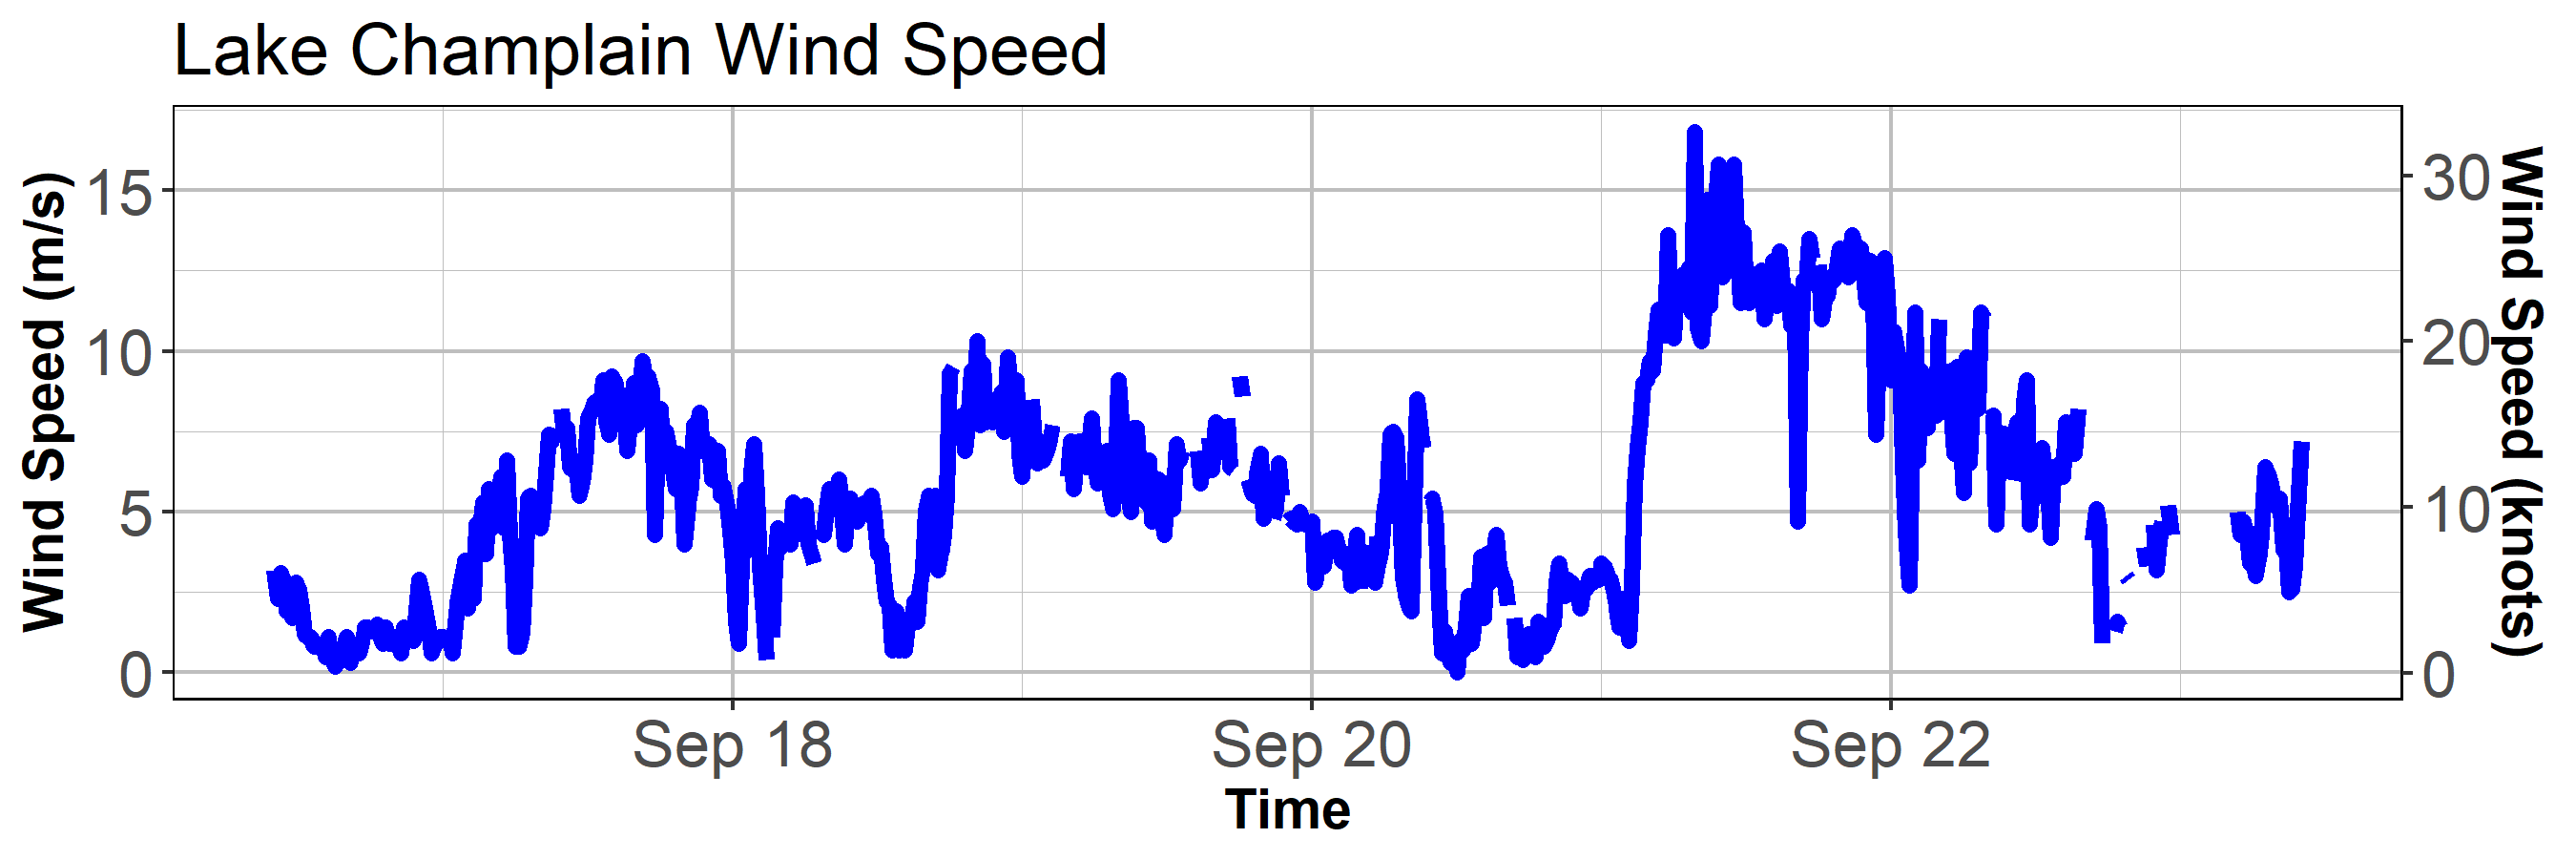 Lake Champlain Wind Speed
Wind Speed (m/s)
15
10
5
0
30
20
10
0
Wind Speed (knots)
Sep 18
Sep 20
Sep 22
Time